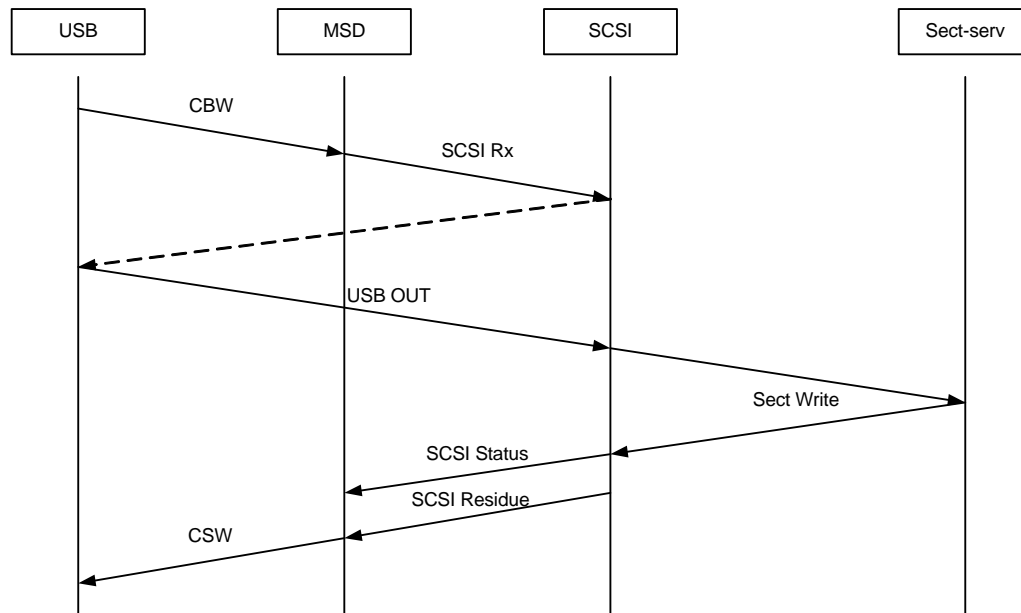 USB
MSD
SCSI
Sect-serv
CBW
SCSI Rx
USB OUT
Sect Write
SCSI Status
SCSI Residue
CSW